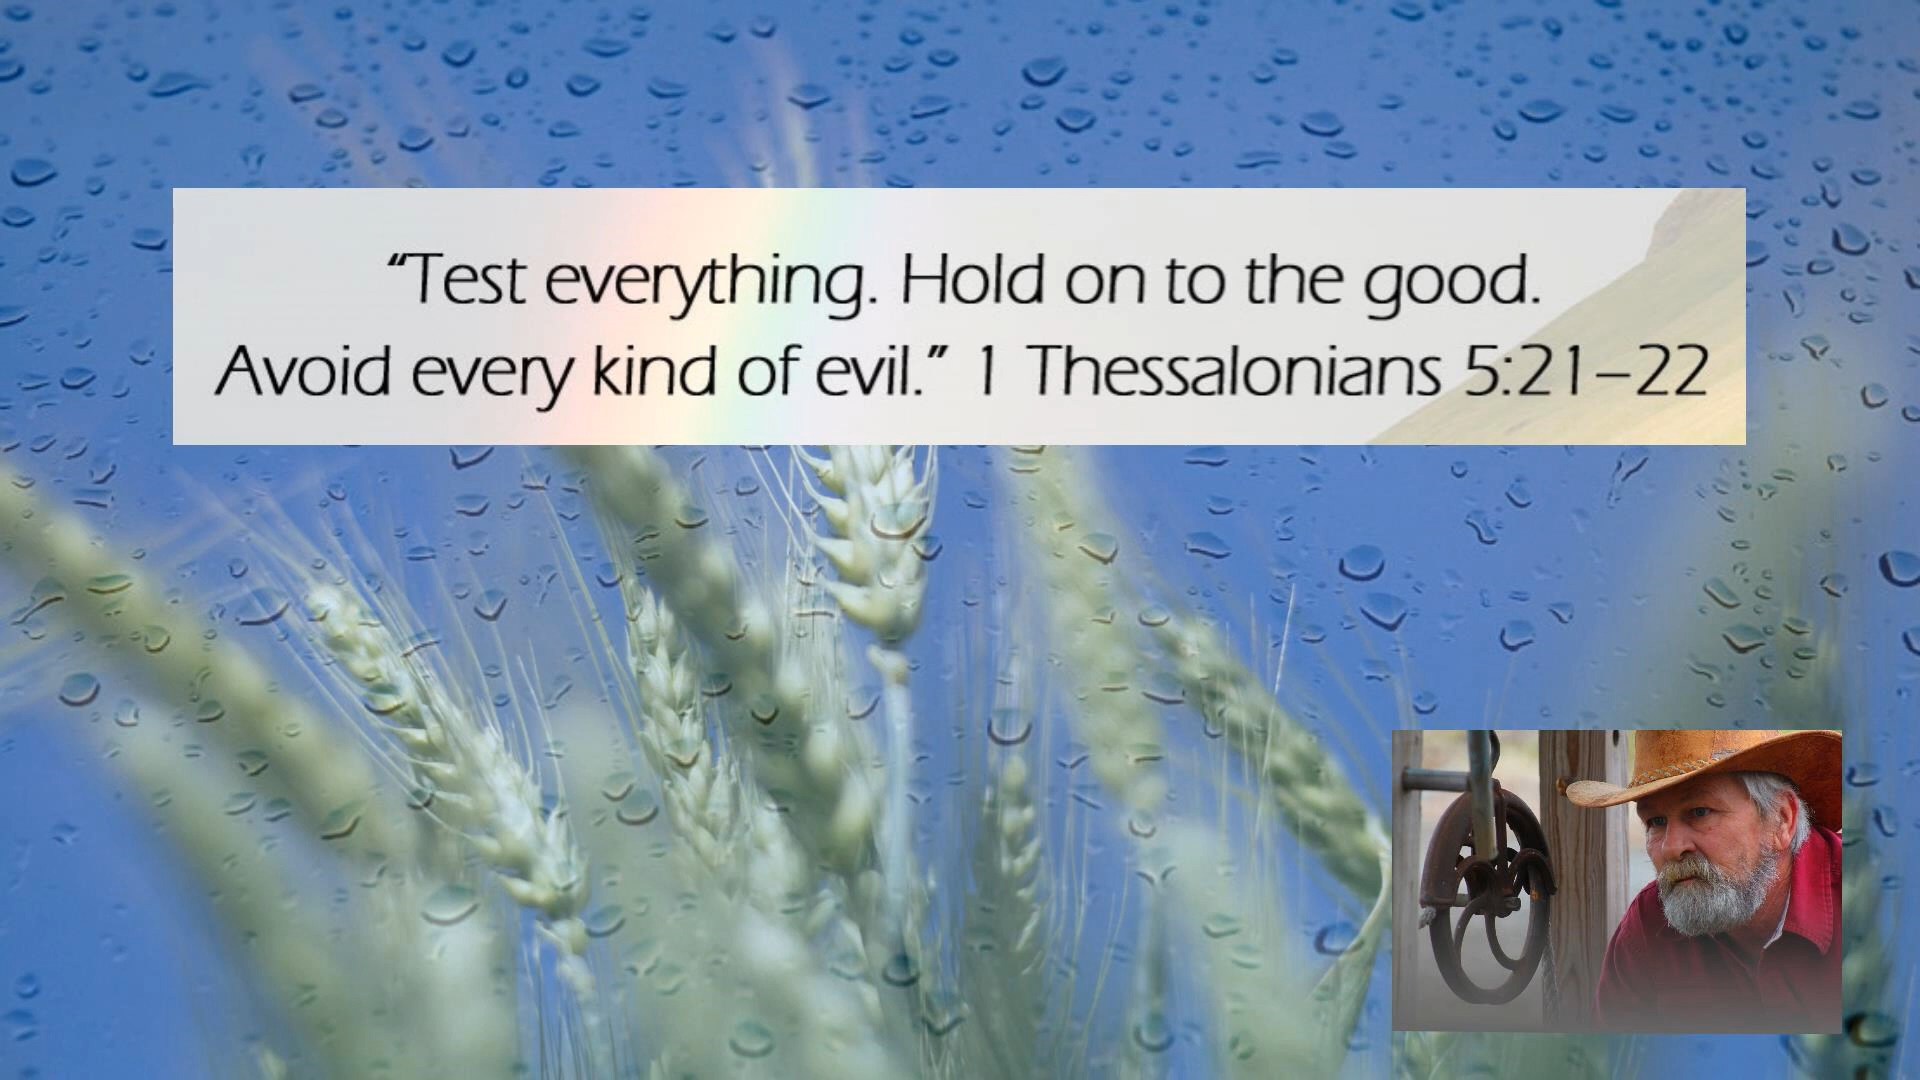 “Test everything. Hold on to the good.
Avoid every kind of evil.” 1 Thessalonians 5:21–22